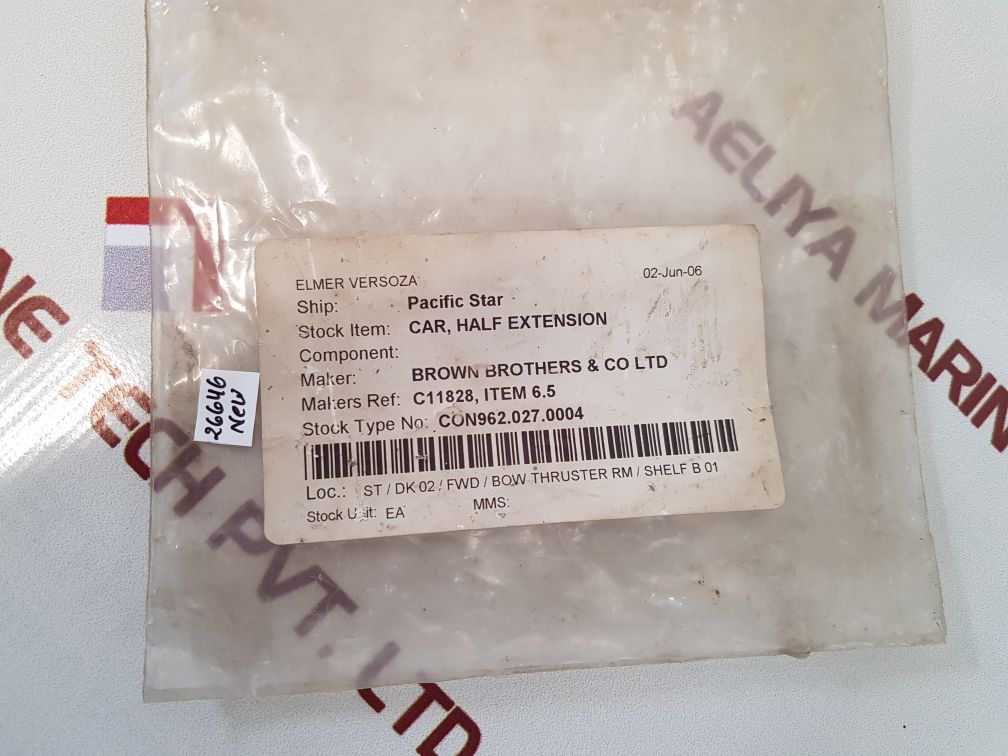 AELIYA MARIN
INE TECH PVT. LTD
ELMER VERSOZA 02-Jun-06
Ship: Pacific Star
Stock Item: CAR, HALF EXTENSION
Component:
Maker: BROWN BROTHERS & CO LTD
Makers Ref: C11828, ITEM 6.5
Stock Type No: CON962.027.0004
Loc.: ST / DK 02 / FWD / BOW THRUSTER RM / SHELF B 01
Stock Unit: EA MMS:
26646
New